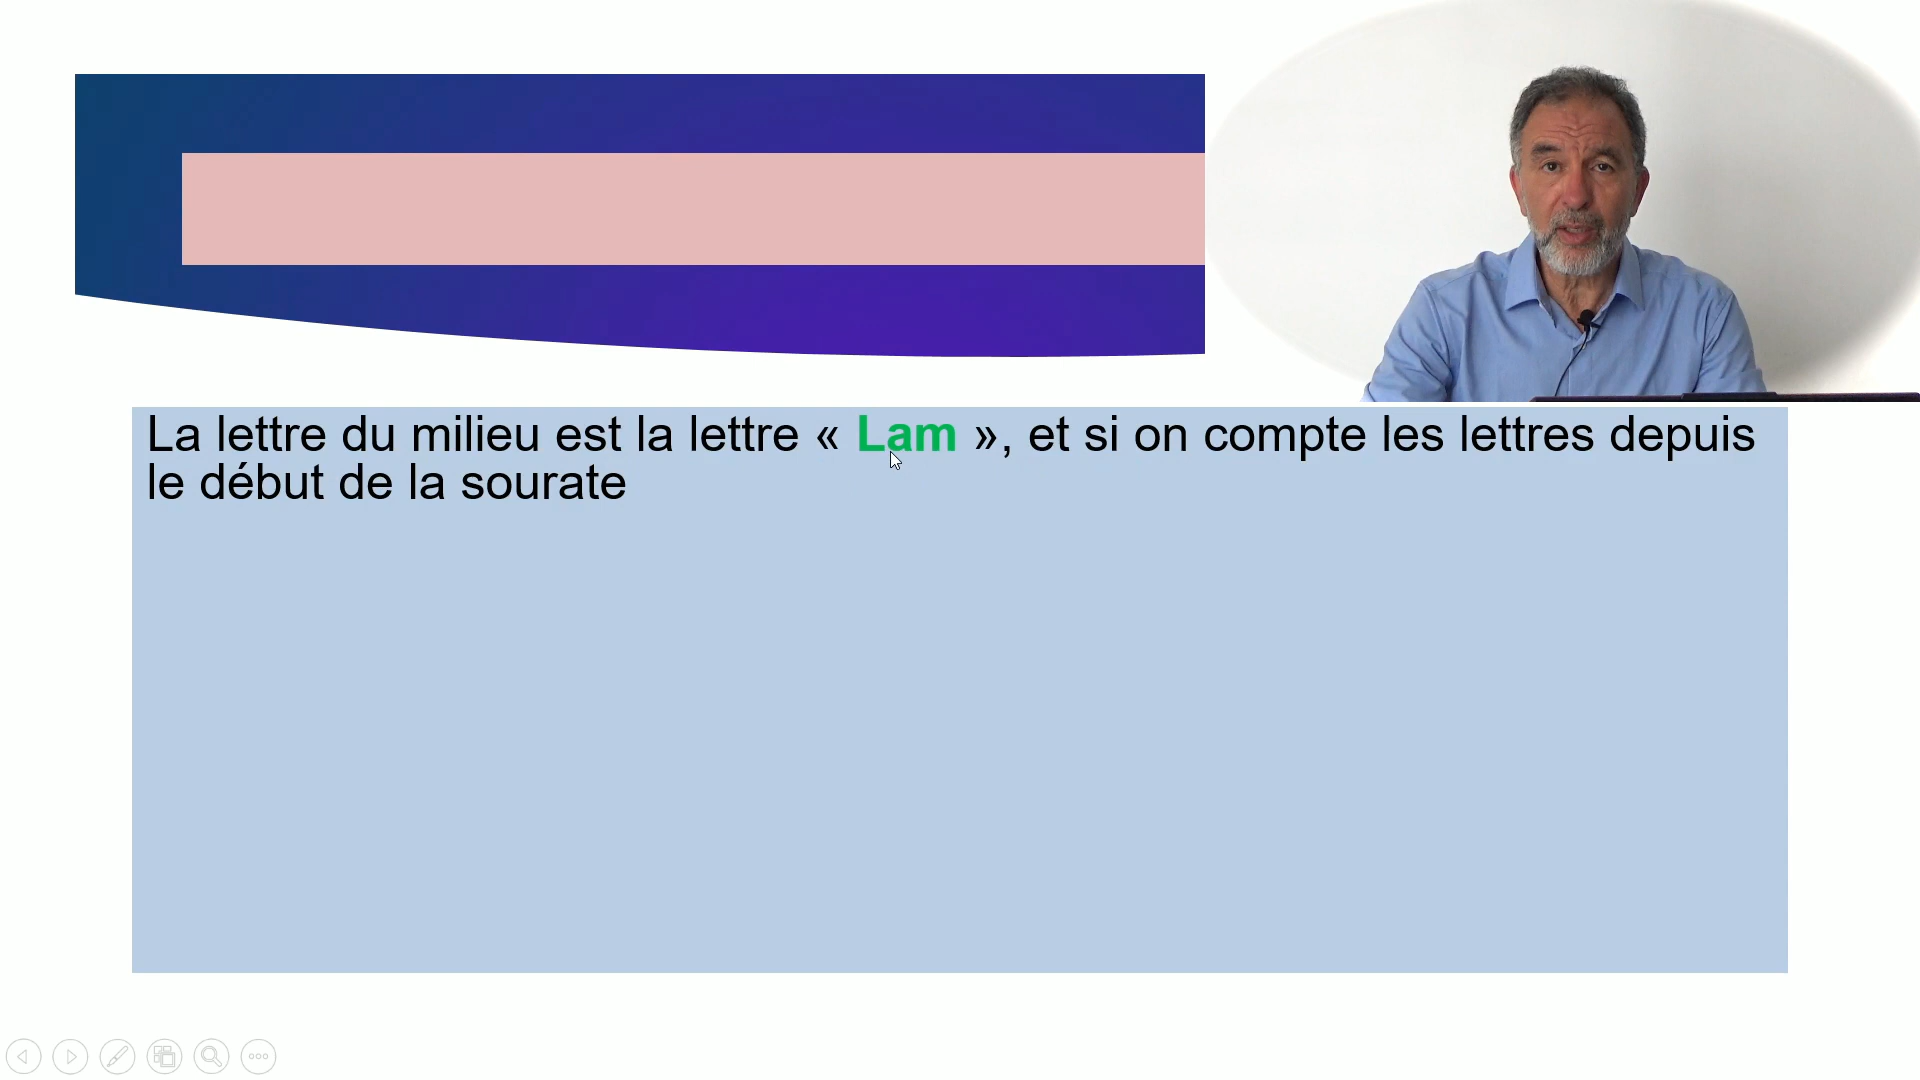 La lettre du milieu est la lettre « Lam », et si on compte les lettres depuis
le début de la sourate